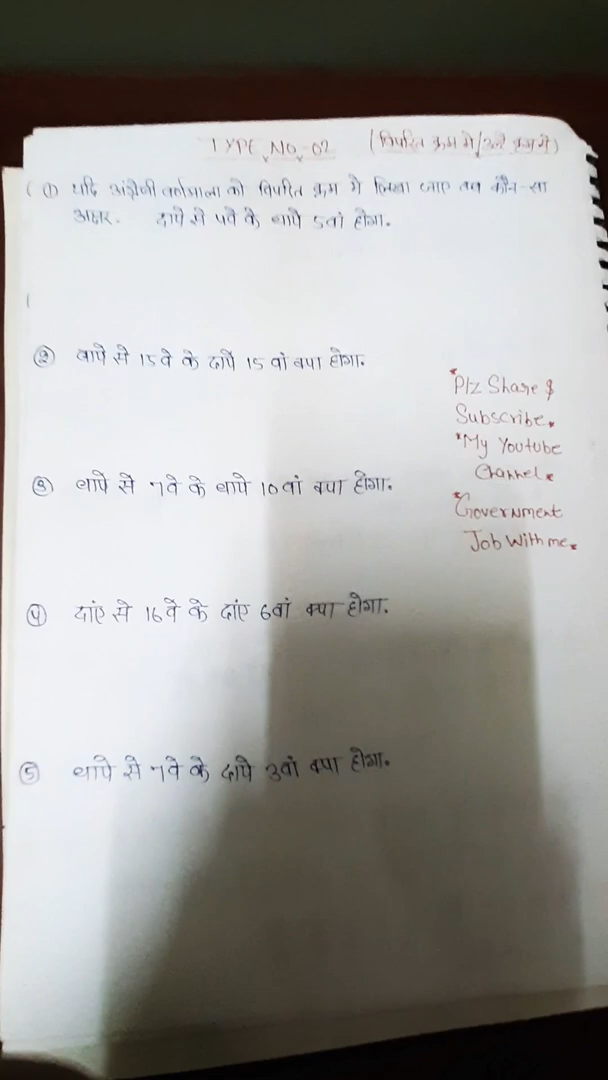 TYPE NO-02 (विपरित क्रम मे/उल्टे क्रम मे)
① यदि अंग्रेजी वर्णमाला को विपरित क्रम मे लिखा जाए तब कौन-सा
अक्षर. दायें से 4वे के बायें 5वां होगा.
② बायें से 15वे के दायें 15 वां क्या होगा.
③ बायें से 7वे के बायें 10वां क्या होगा.
④ दांए से 16वे के दांए 6वां क्या होगा.
⑤ बायें से 7वे के दायें 3वां क्या होगा.
*Plz Share &
Subscribe*
*My Youtube
Channel*
*Government
Job With me*